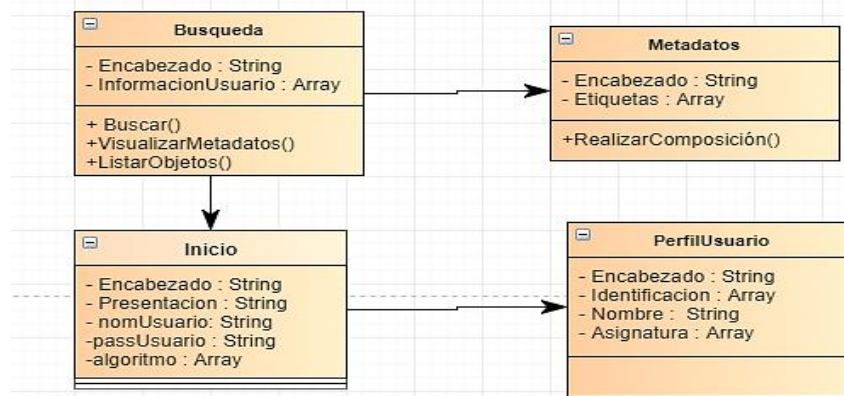 Busqueda
- Encabezado : String
- InformacionUsuario : Array
+ Buscar()
+VisualizarMetadatos()
+ListarObjetos()
Metadatos
- Encabezado : String
- Etiquetas : Array
+RealizarComposición()
Inicio
- Encabezado : String
- Presentacion : String
- nomUsuario: String
-passUsuario : String
-algoritmo : Array
PerfilUsuario
- Encabezado : String
- Identificacion : Array
- Nombre : String
- Asignatura : Array